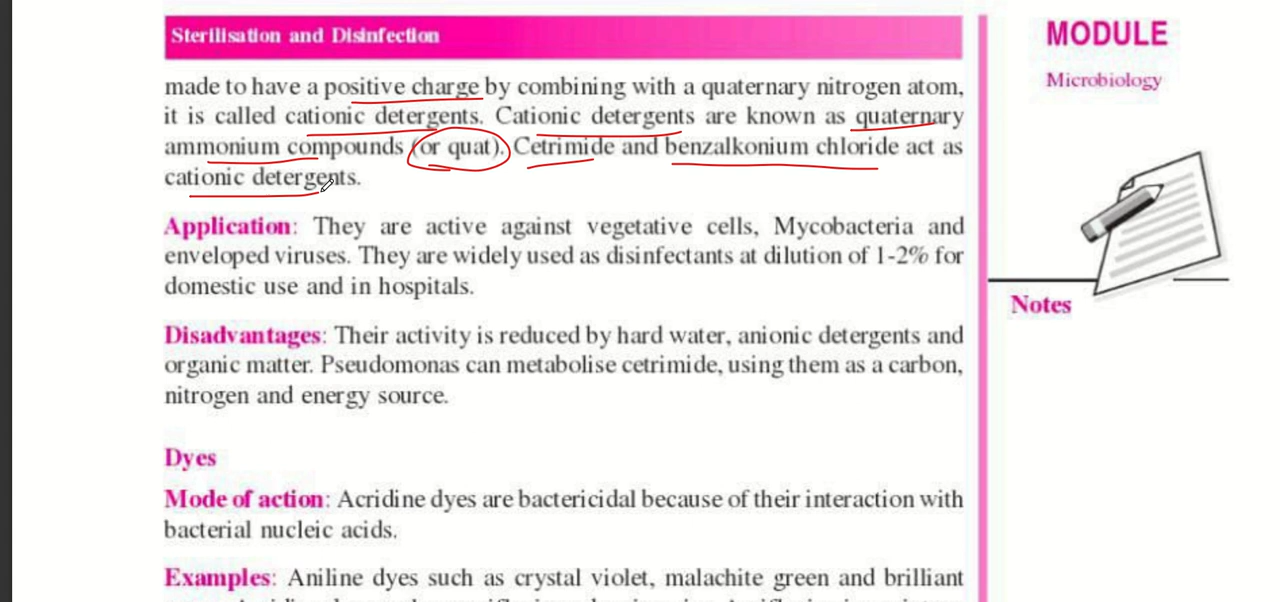 Sterilisation and Disinfection
MODULE
Microbiology
made to have a positive charge by combining with a quaternary nitrogen atom,
it is called cationic detergents. Cationic detergents are known as quaternary
ammonium compounds (or quat). Cetrimide and benzalkonium chloride act as
cationic detergents.
Application: They are active against vegetative cells, Mycobacteria and
enveloped viruses. They are widely used as disinfectants at dilution of 1-2% for
domestic use and in hospitals.
Notes
Disadvantages: Their activity is reduced by hard water, anionic detergents and
organic matter. Pseudomonas can metabolise cetrimide, using them as a carbon,
nitrogen and energy source.
Dyes
Mode of action: Acridine dyes are bactericidal because of their interaction with
bacterial nucleic acids.
Examples: Aniline dyes such as crystal violet, malachite green and brilliant